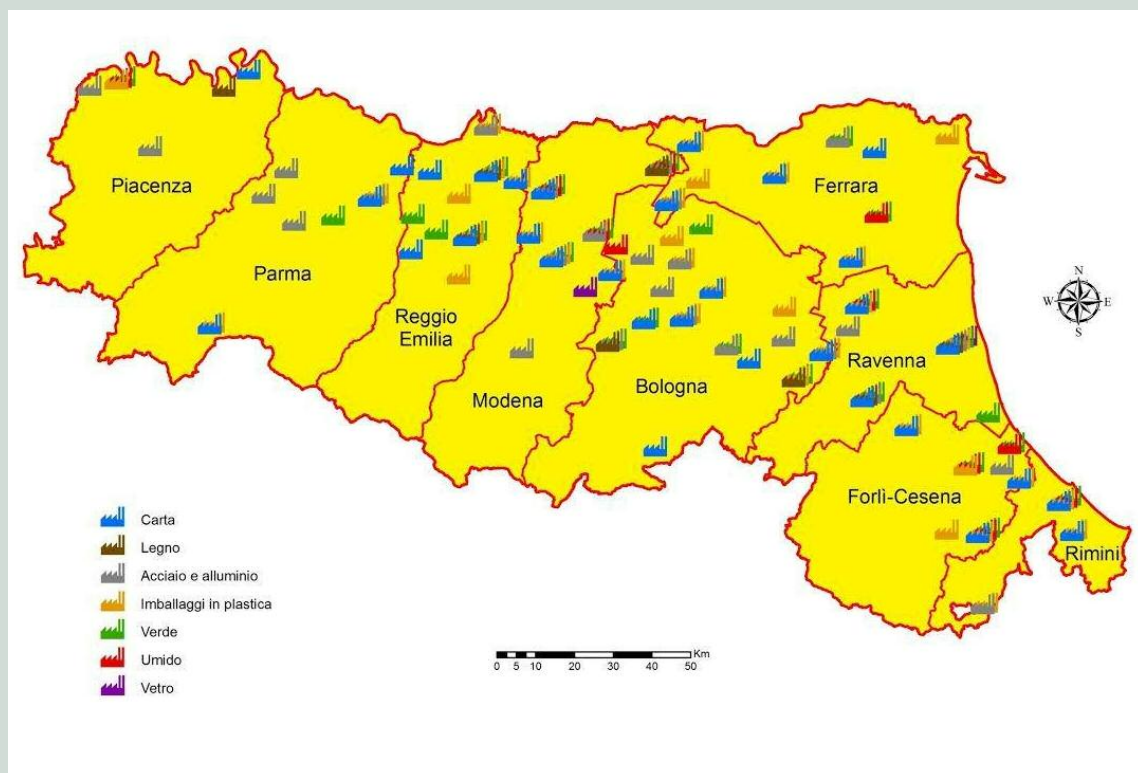 Piacenza
Parma
Reggio
Emilia
Modena
Bologna
Ferrara
Ravenna
Forlì-Cesena
Rimini
N
W E
S
Carta
Legno
Acciaio e alluminio
Imballaggi in plastica
Verde
Umido
Vetro
Km
0 5 10 20 30 40 50